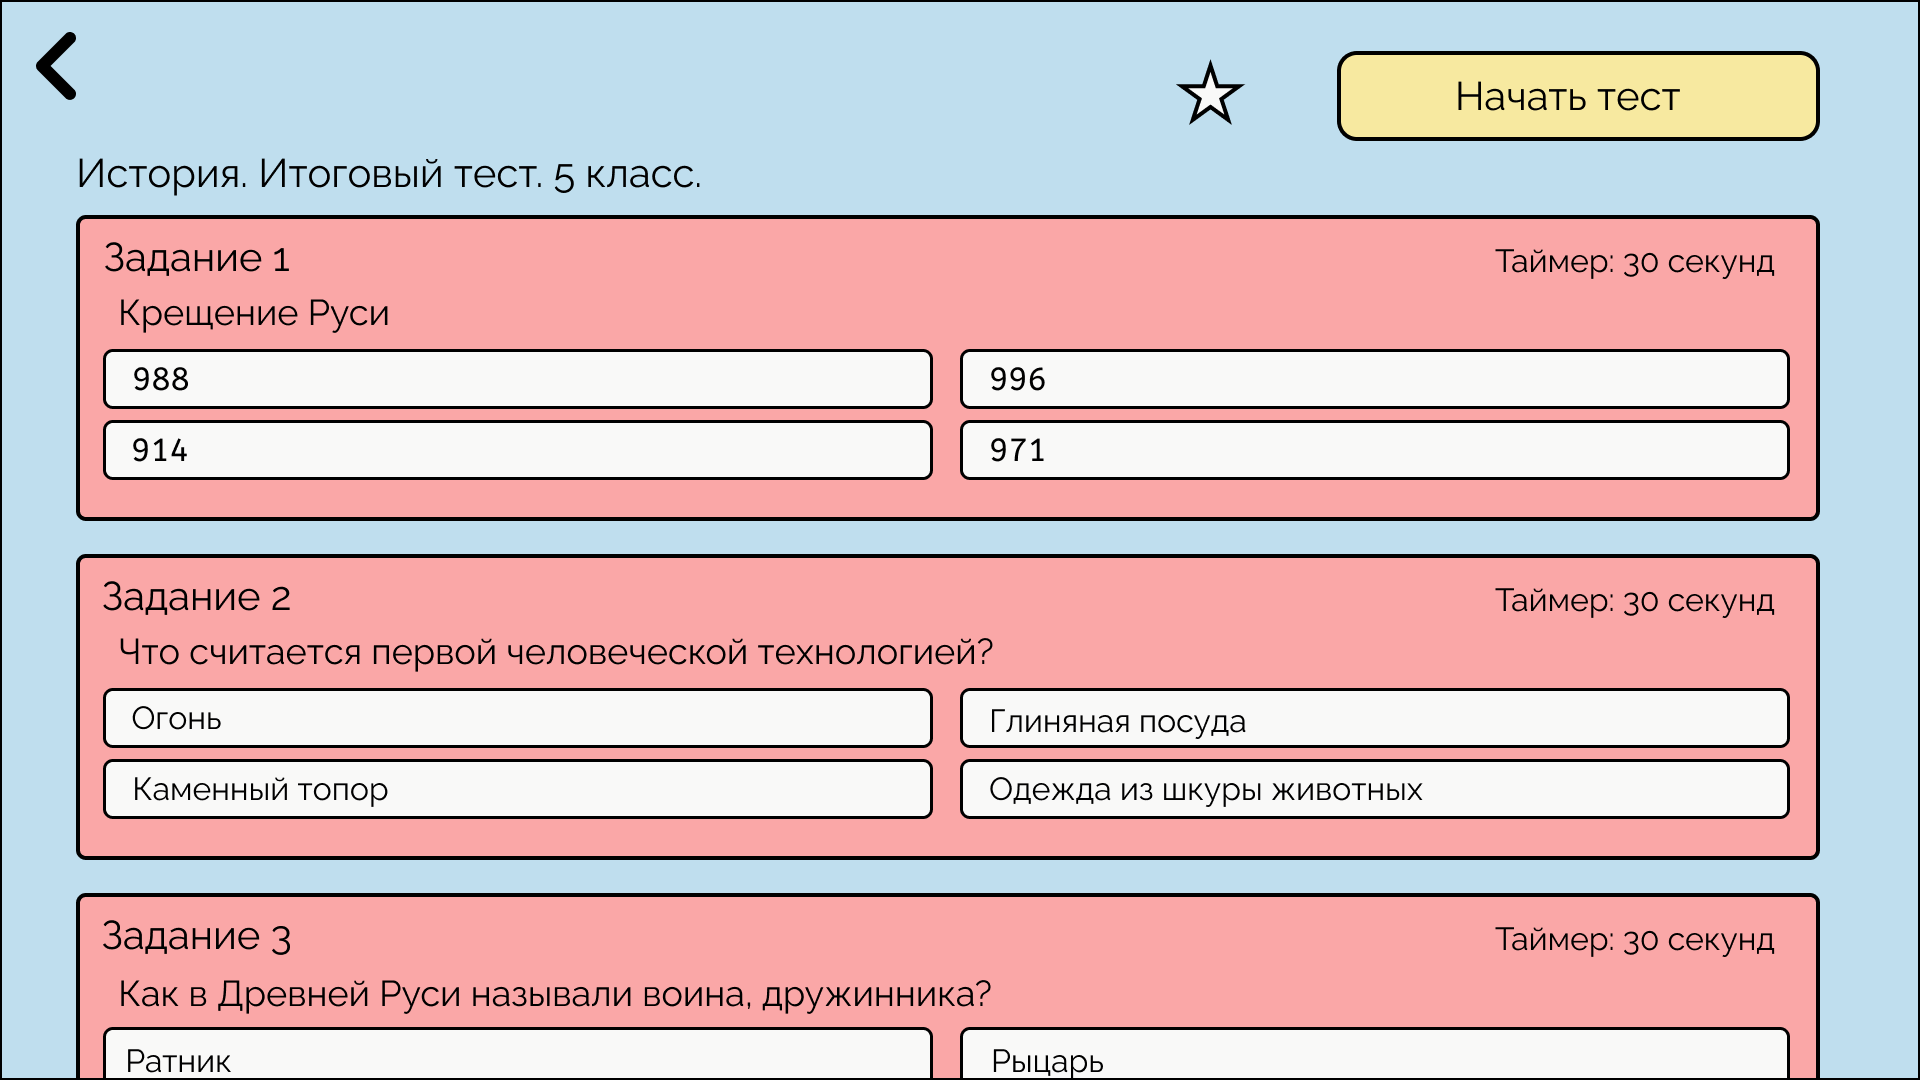 Начать тест
История. Итоговый тест. 5 класс.
Задание 1
Таймер: 30 секунд
Крещение Руси
988
996
914
971
Задание 2
Таймер: 30 секунд
Что считается первой человеческой технологией?
Огонь
Глиняная посуда
Каменный топор
Одежда из шкуры животных
Задание 3
Таймер: 30 секунд
Как в Древней Руси называли воина, дружинника?
Ратник
Рыцарь